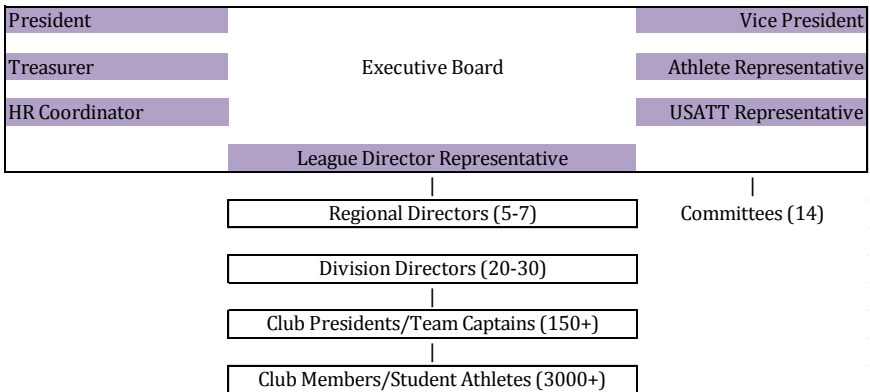 President
Vice President
Treasurer
Executive Board
Athlete Representative
HR Coordinator
USATT Representative
League Director Representative
Regional Directors (5-7)
Committees (14)
Division Directors (20-30)
Club Presidents/Team Captains (150+)
Club Members/Student Athletes (3000+)